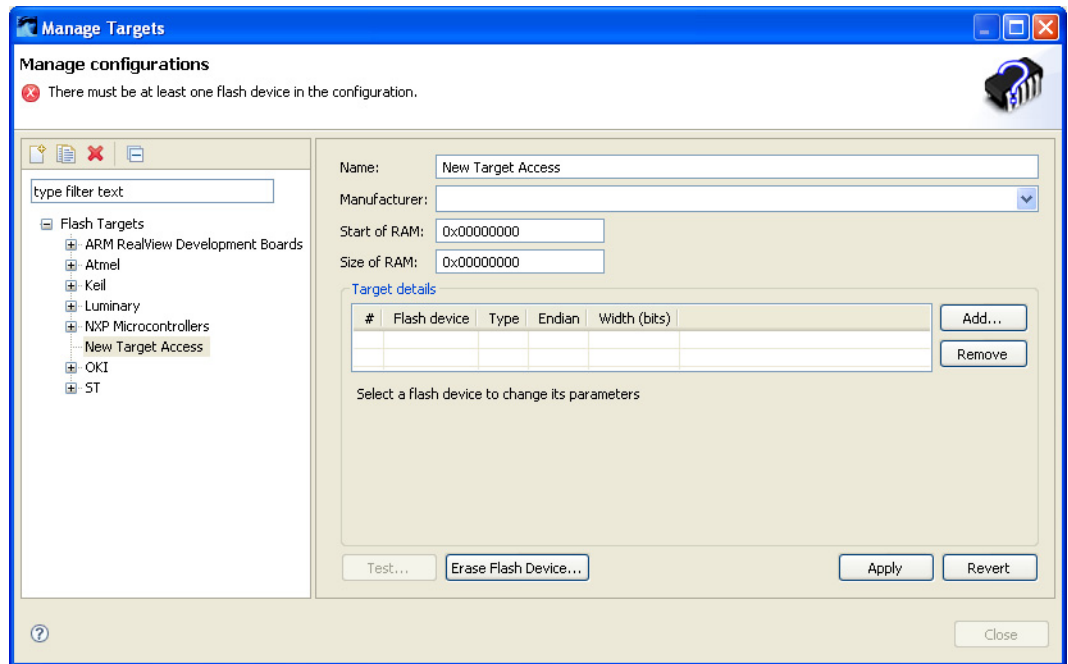 Manage Targets
Manage configurations
There must be at least one flash device in the configuration.
type filter text
Flash Targets
ARM RealView Development Boards
Atmel
Keil
Luminary
NXP Microcontrollers
New Target Access
OKI
ST
Name: New Target Access
Manufacturer:
Start of RAM: 0x00000000
Size of RAM: 0x00000000
Target details
# Flash device Type Endian Width (bits)
Add...
Remove
Select a flash device to change its parameters
Test... Erase Flash Device... Apply Revert
Close